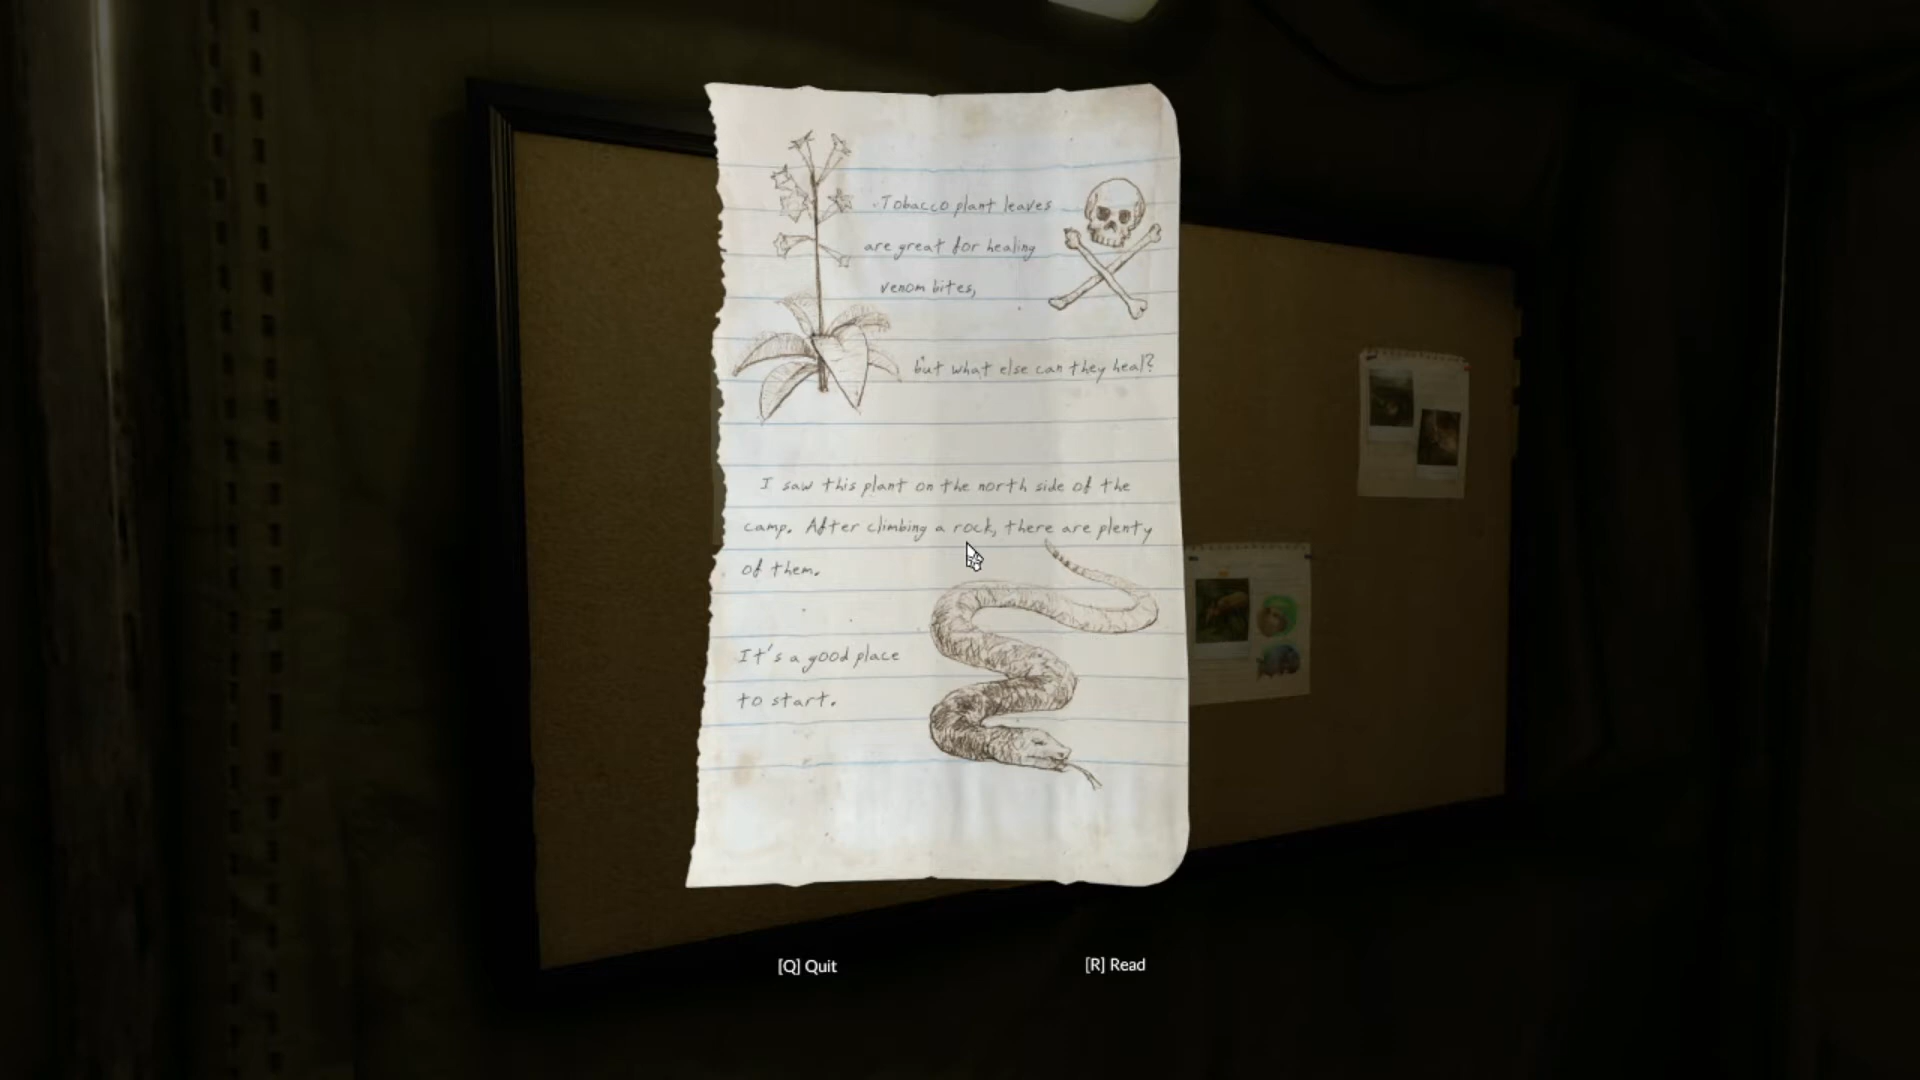 .Tobacco plant leaves
are great for healing
venom bites,
but what else can they heal?
I saw this plant on the north side of the
camp. After climbing a rock, there are plenty
of them.
It's a good place
to start.
[Q] Quit
[R] Read